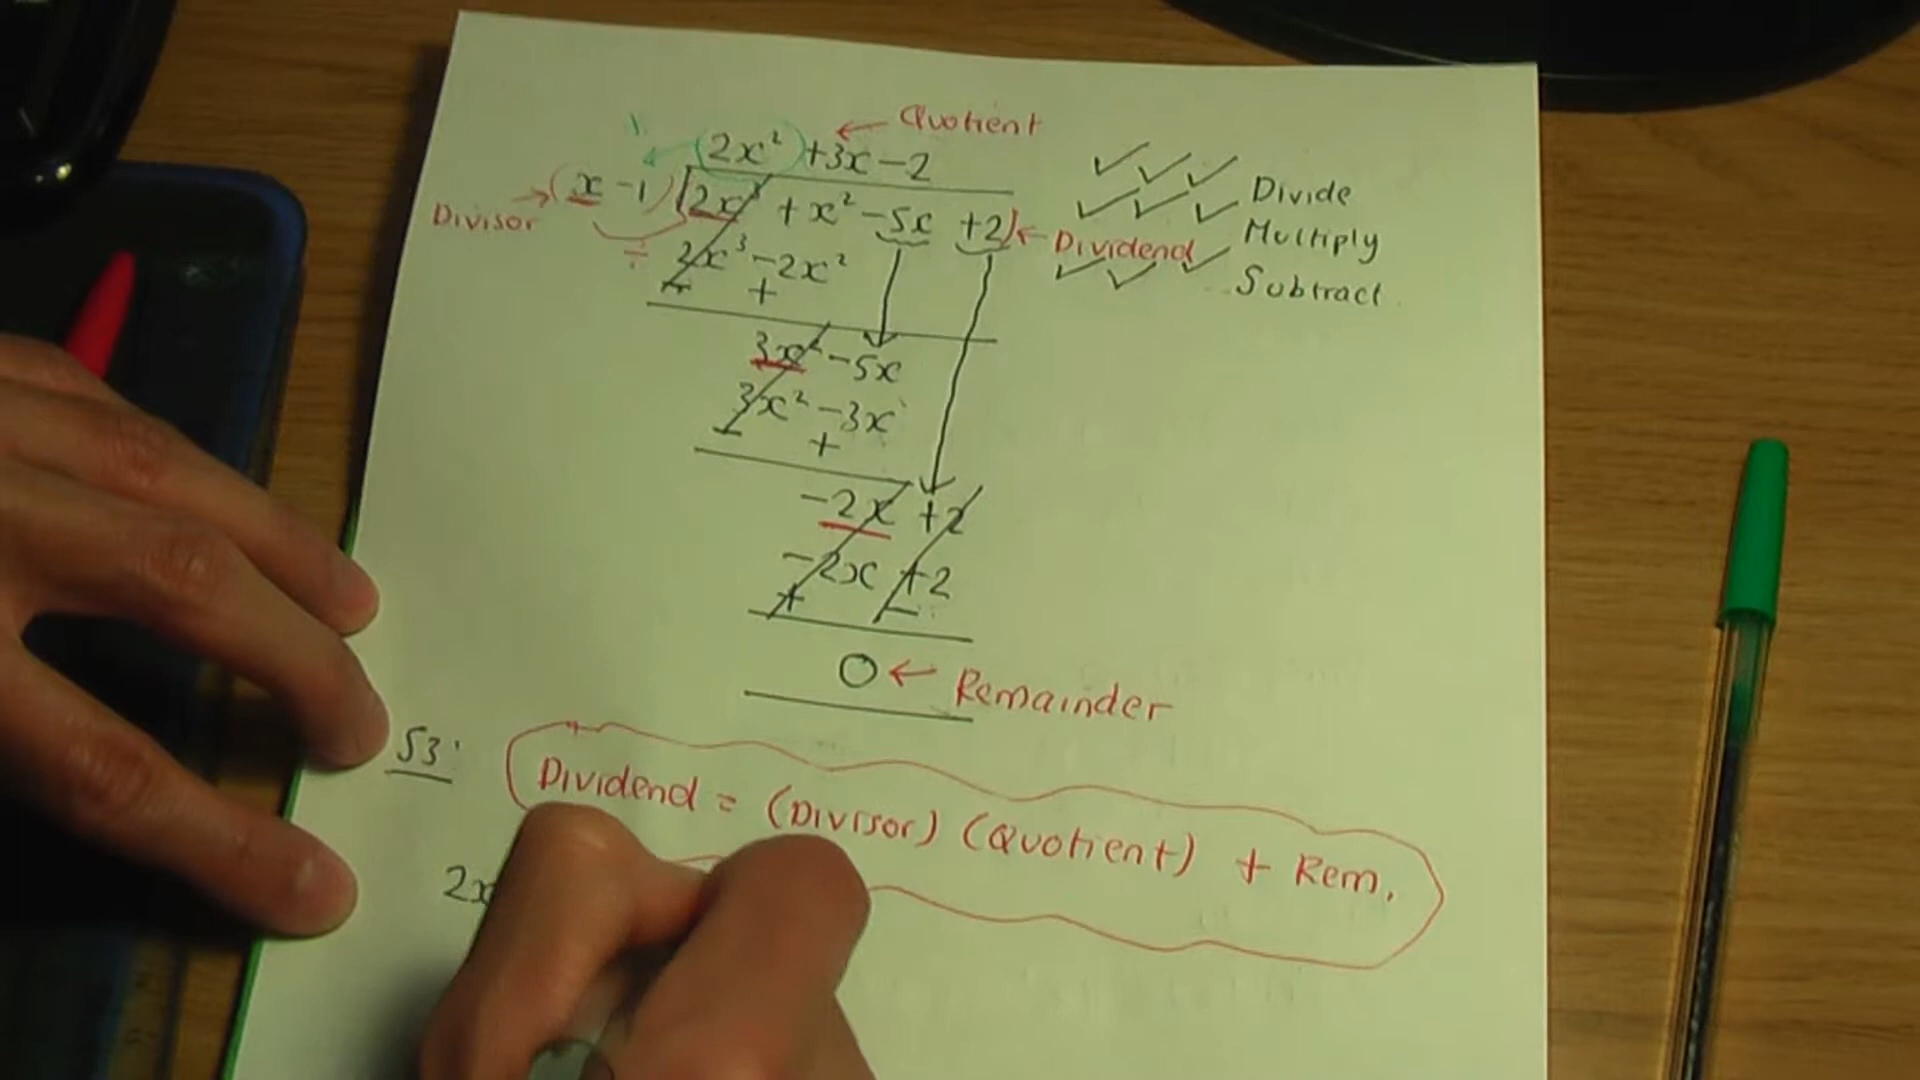 ← Quotient
2x² + 3x - 2
Divisor → (x - 1) 2x³ + x² - 5x + 2) ← Dividend
÷ 2x³ - 2x²
- +
3x² - 5x
3x² - 3x
- +
-2x + 2
-2x + 2
+ -
0 ← Remainder
✓ ✓ ✓ Divide
✓ ✓ ✓ Multiply
✓ ✓ ✓ Subtract
S3:
Dividend = (Divisor) (Quotient) + Rem.
2x